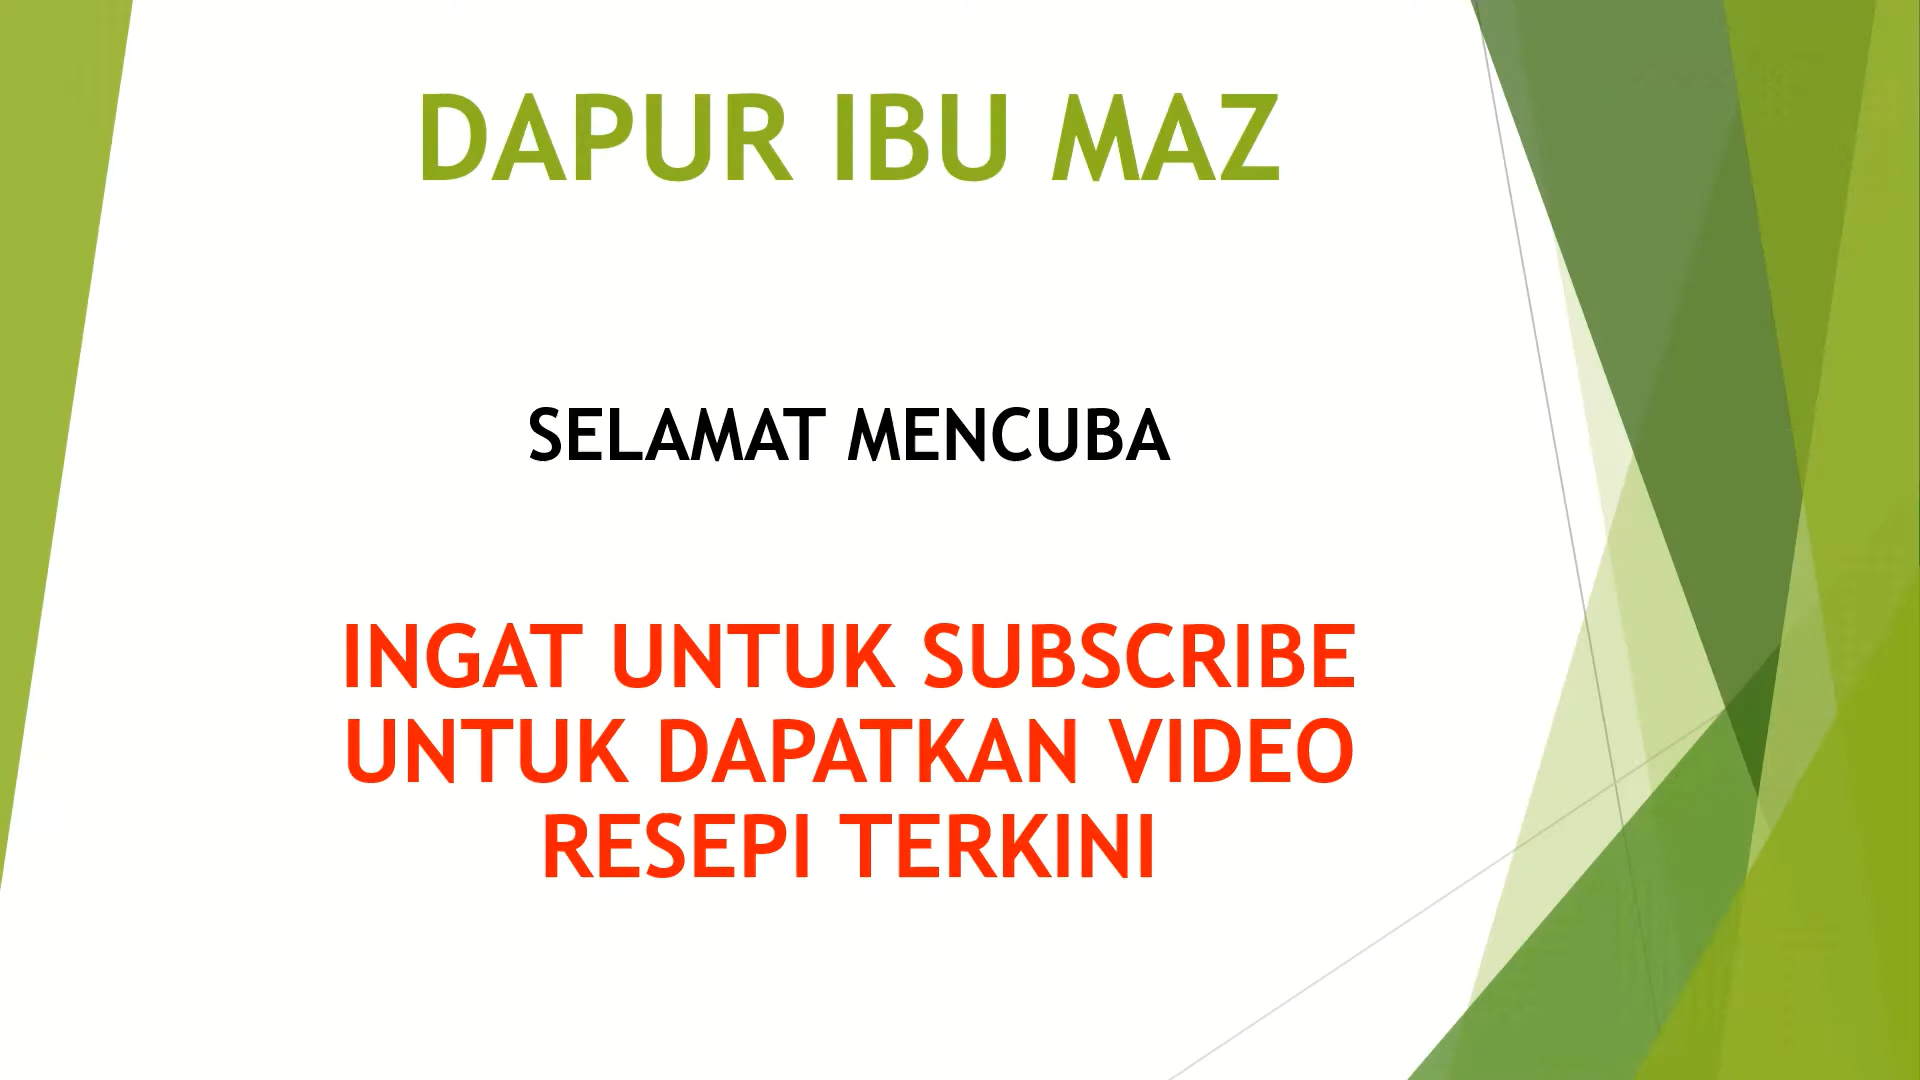 DAPUR IBU MAZ
SELAMAT MENCUBA
INGAT UNTUK SUBSCRIBE
UNTUK DAPATKAN VIDEO
RESEPI TERKINI